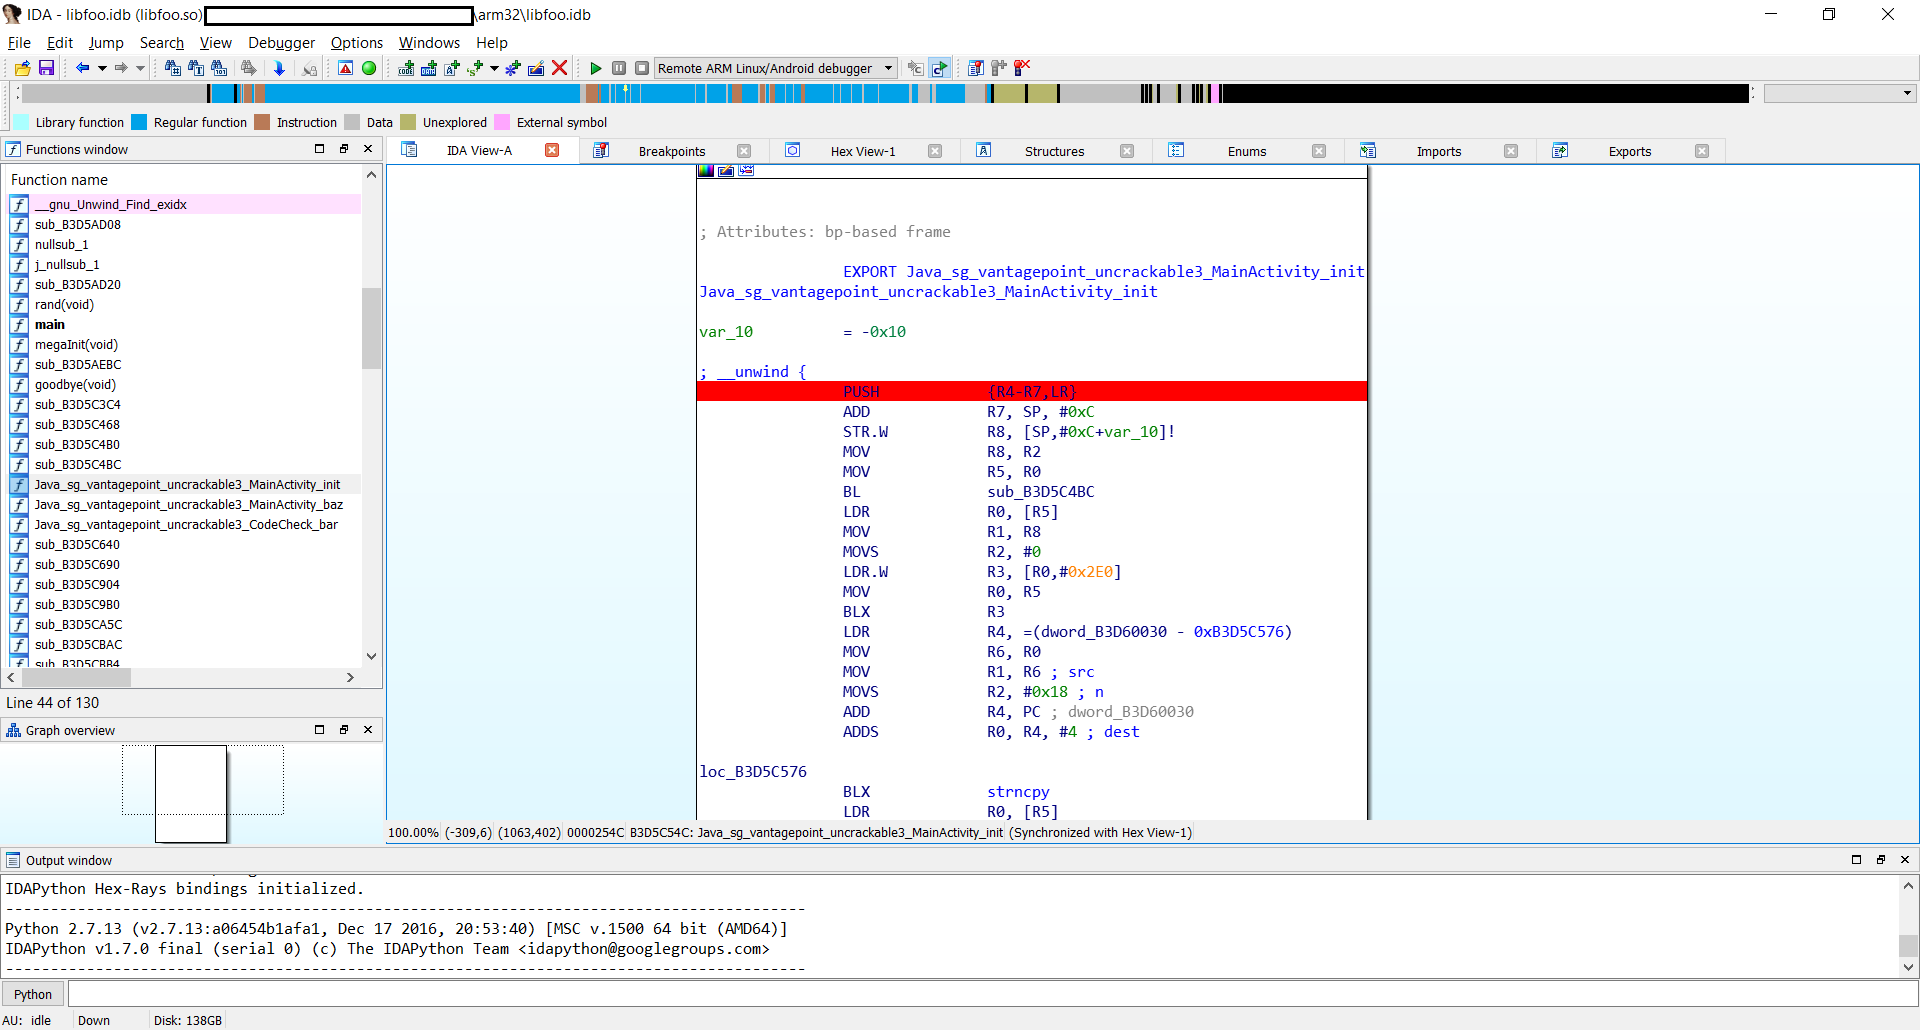 IDA - libfoo.idb (libfoo.so) \arm32\libfoo.idb
File Edit Jump Search View Debugger Options Windows Help
Remote ARM Linux/Android debugger
Library function Regular function Instruction Data Unexplored External symbol
Functions window
IDA View-A Breakpoints Hex View-1 Structures Enums Imports Exports
Function name
__gnu_Unwind_Find_exidx
sub_B3D5AD08
nullsub_1
j_nullsub_1
sub_B3D5AD20
rand(void)
main
megaInit(void)
sub_B3D5AEBC
goodbye(void)
sub_B3D5C3C4
sub_B3D5C468
sub_B3D5C4B0
sub_B3D5C4BC
Java_sg_vantagepoint_uncrackable3_MainActivity_init
Java_sg_vantagepoint_uncrackable3_MainActivity_baz
Java_sg_vantagepoint_uncrackable3_CodeCheck_bar
sub_B3D5C640
sub_B3D5C690
sub_B3D5C904
sub_B3D5C9B0
sub_B3D5CA5C
sub_B3D5CBAC
sub_B3D5CBB4
Line 44 of 130
Graph overview
; Attributes: bp-based frame
EXPORT Java_sg_vantagepoint_uncrackable3_MainActivity_init
Java_sg_vantagepoint_uncrackable3_MainActivity_init
var_10 = -0x10
; __unwind {
PUSH {R4-R7,LR}
ADD R7, SP, #0xC
STR.W R8, [SP,#0xC+var_10]!
MOV R8, R2
MOV R5, R0
BL sub_B3D5C4BC
LDR R0, [R5]
MOV R1, R8
MOVS R2, #0
LDR.W R3, [R0,#0x2E0]
MOV R0, R5
BLX R3
LDR R4, =(dword_B3D60030 - 0xB3D5C576)
MOV R6, R0
MOV R1, R6 ; src
MOVS R2, #0x18 ; n
ADD R4, PC ; dword_B3D60030
ADDS R0, R4, #4 ; dest
loc_B3D5C576
BLX strncpy
LDR R0, [R5]
100.00% (-309,6) (1063,402) 0000254C B3D5C54C: Java_sg_vantagepoint_uncrackable3_MainActivity_init (Synchronized with Hex View-1)
Output window
IDAPython Hex-Rays bindings initialized.
---------------------------------------------------------------------------------------------
Python 2.7.13 (v2.7.13:a06454b1afa1, Dec 17 2016, 20:53:40) [MSC v.1500 64 bit (AMD64)]
IDAPython v1.7.0 final (serial 0) (c) The IDAPython Team <idapython@googlegroups.com>
---------------------------------------------------------------------------------------------
Python
AU: idle Down Disk: 138GB